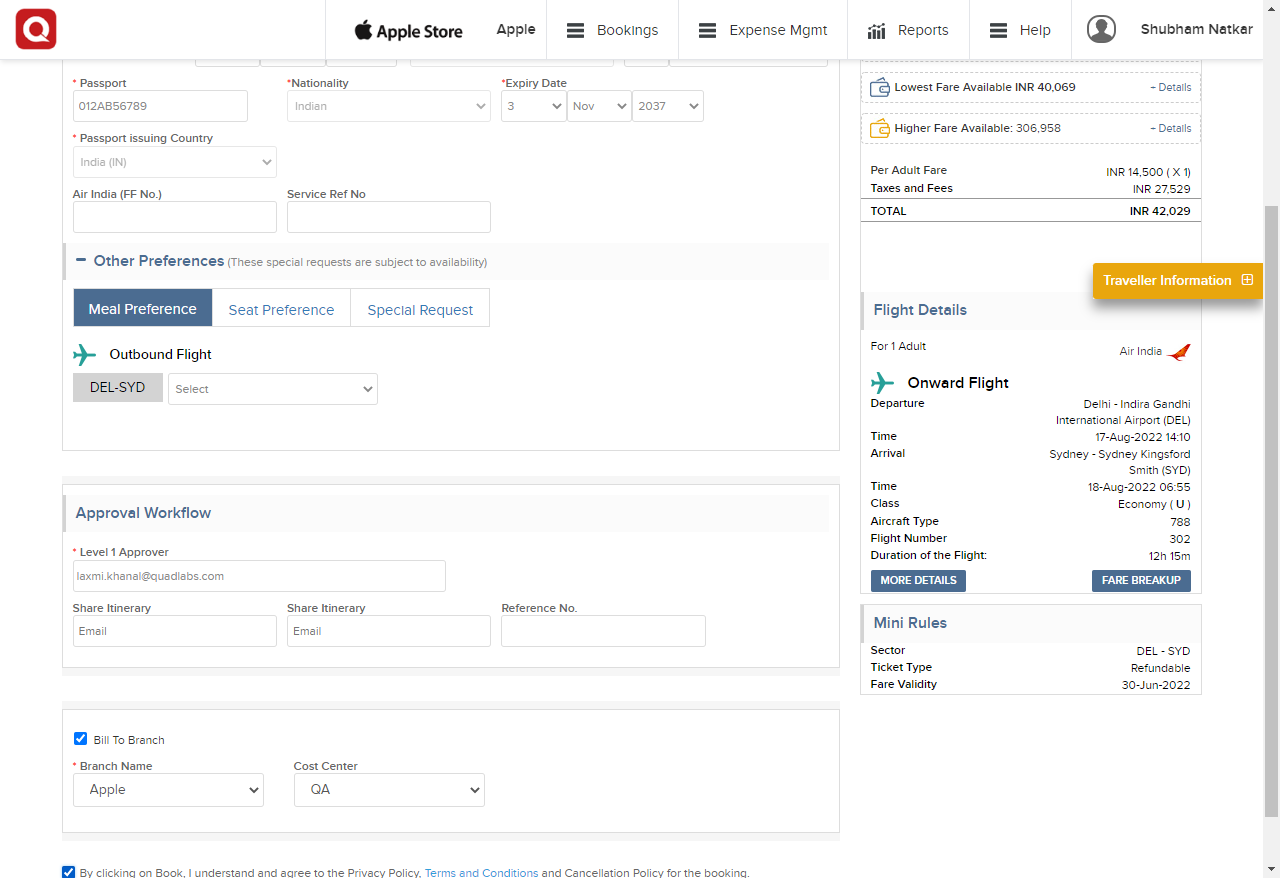 Apple Store
Apple
Bookings
Expense Mgmt
Reports
Help
Shubham Natkar
* Passport
*Nationality
*Expiry Date
012AB56789
Indian
3
Nov
2037
* Passport issuing Country
India (IN)
Air India (FF No.)
Service Ref No
Other Preferences (These special requests are subject to availability)
Meal Preference
Seat Preference
Special Request
Outbound Flight
DEL-SYD
Select
Approval Workflow
* Level 1 Approver
laxmi.khanal@quadlabs.com
Share Itinerary
Share Itinerary
Reference No.
Email
Email
Bill To Branch
* Branch Name
Cost Center
Apple
QA
By clicking on Book, I understand and agree to the Privacy Policy, Terms and Conditions and Cancellation Policy for the booking.
Lowest Fare Available INR 40,069
+ Details
Higher Fare Available: 306,958
+ Details
Per Adult Fare
INR 14,500 ( X 1)
Taxes and Fees
INR 27,529
TOTAL
INR 42,029
Traveller Information
Flight Details
For 1 Adult
Air India
Onward Flight
Departure
Delhi - Indira Gandhi
International Airport (DEL)
Time
17-Aug-2022 14:10
Arrival
Sydney - Sydney Kingsford
Smith (SYD)
Time
18-Aug-2022 06:55
Class
Economy ( U )
Aircraft Type
788
Flight Number
302
Duration of the Flight:
12h 15m
MORE DETAILS
FARE BREAKUP
Mini Rules
Sector
DEL - SYD
Ticket Type
Refundable
Fare Validity
30-Jun-2022